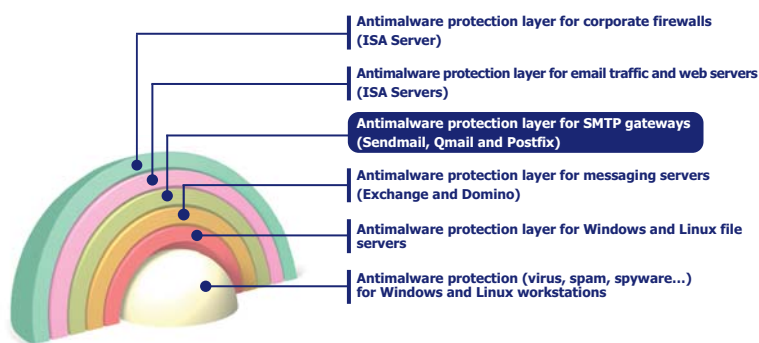 Antimalware protection layer for corporate firewalls
(ISA Server)
Antimalware protection layer for email traffic and web servers
(ISA Servers)
Antimalware protection layer for SMTP gateways
(Sendmail, Qmail and Postfix)
Antimalware protection layer for messaging servers
(Exchange and Domino)
Antimalware protection layer for Windows and Linux file
servers
Antimalware protection (virus, spam, spyware...)
for Windows and Linux workstations